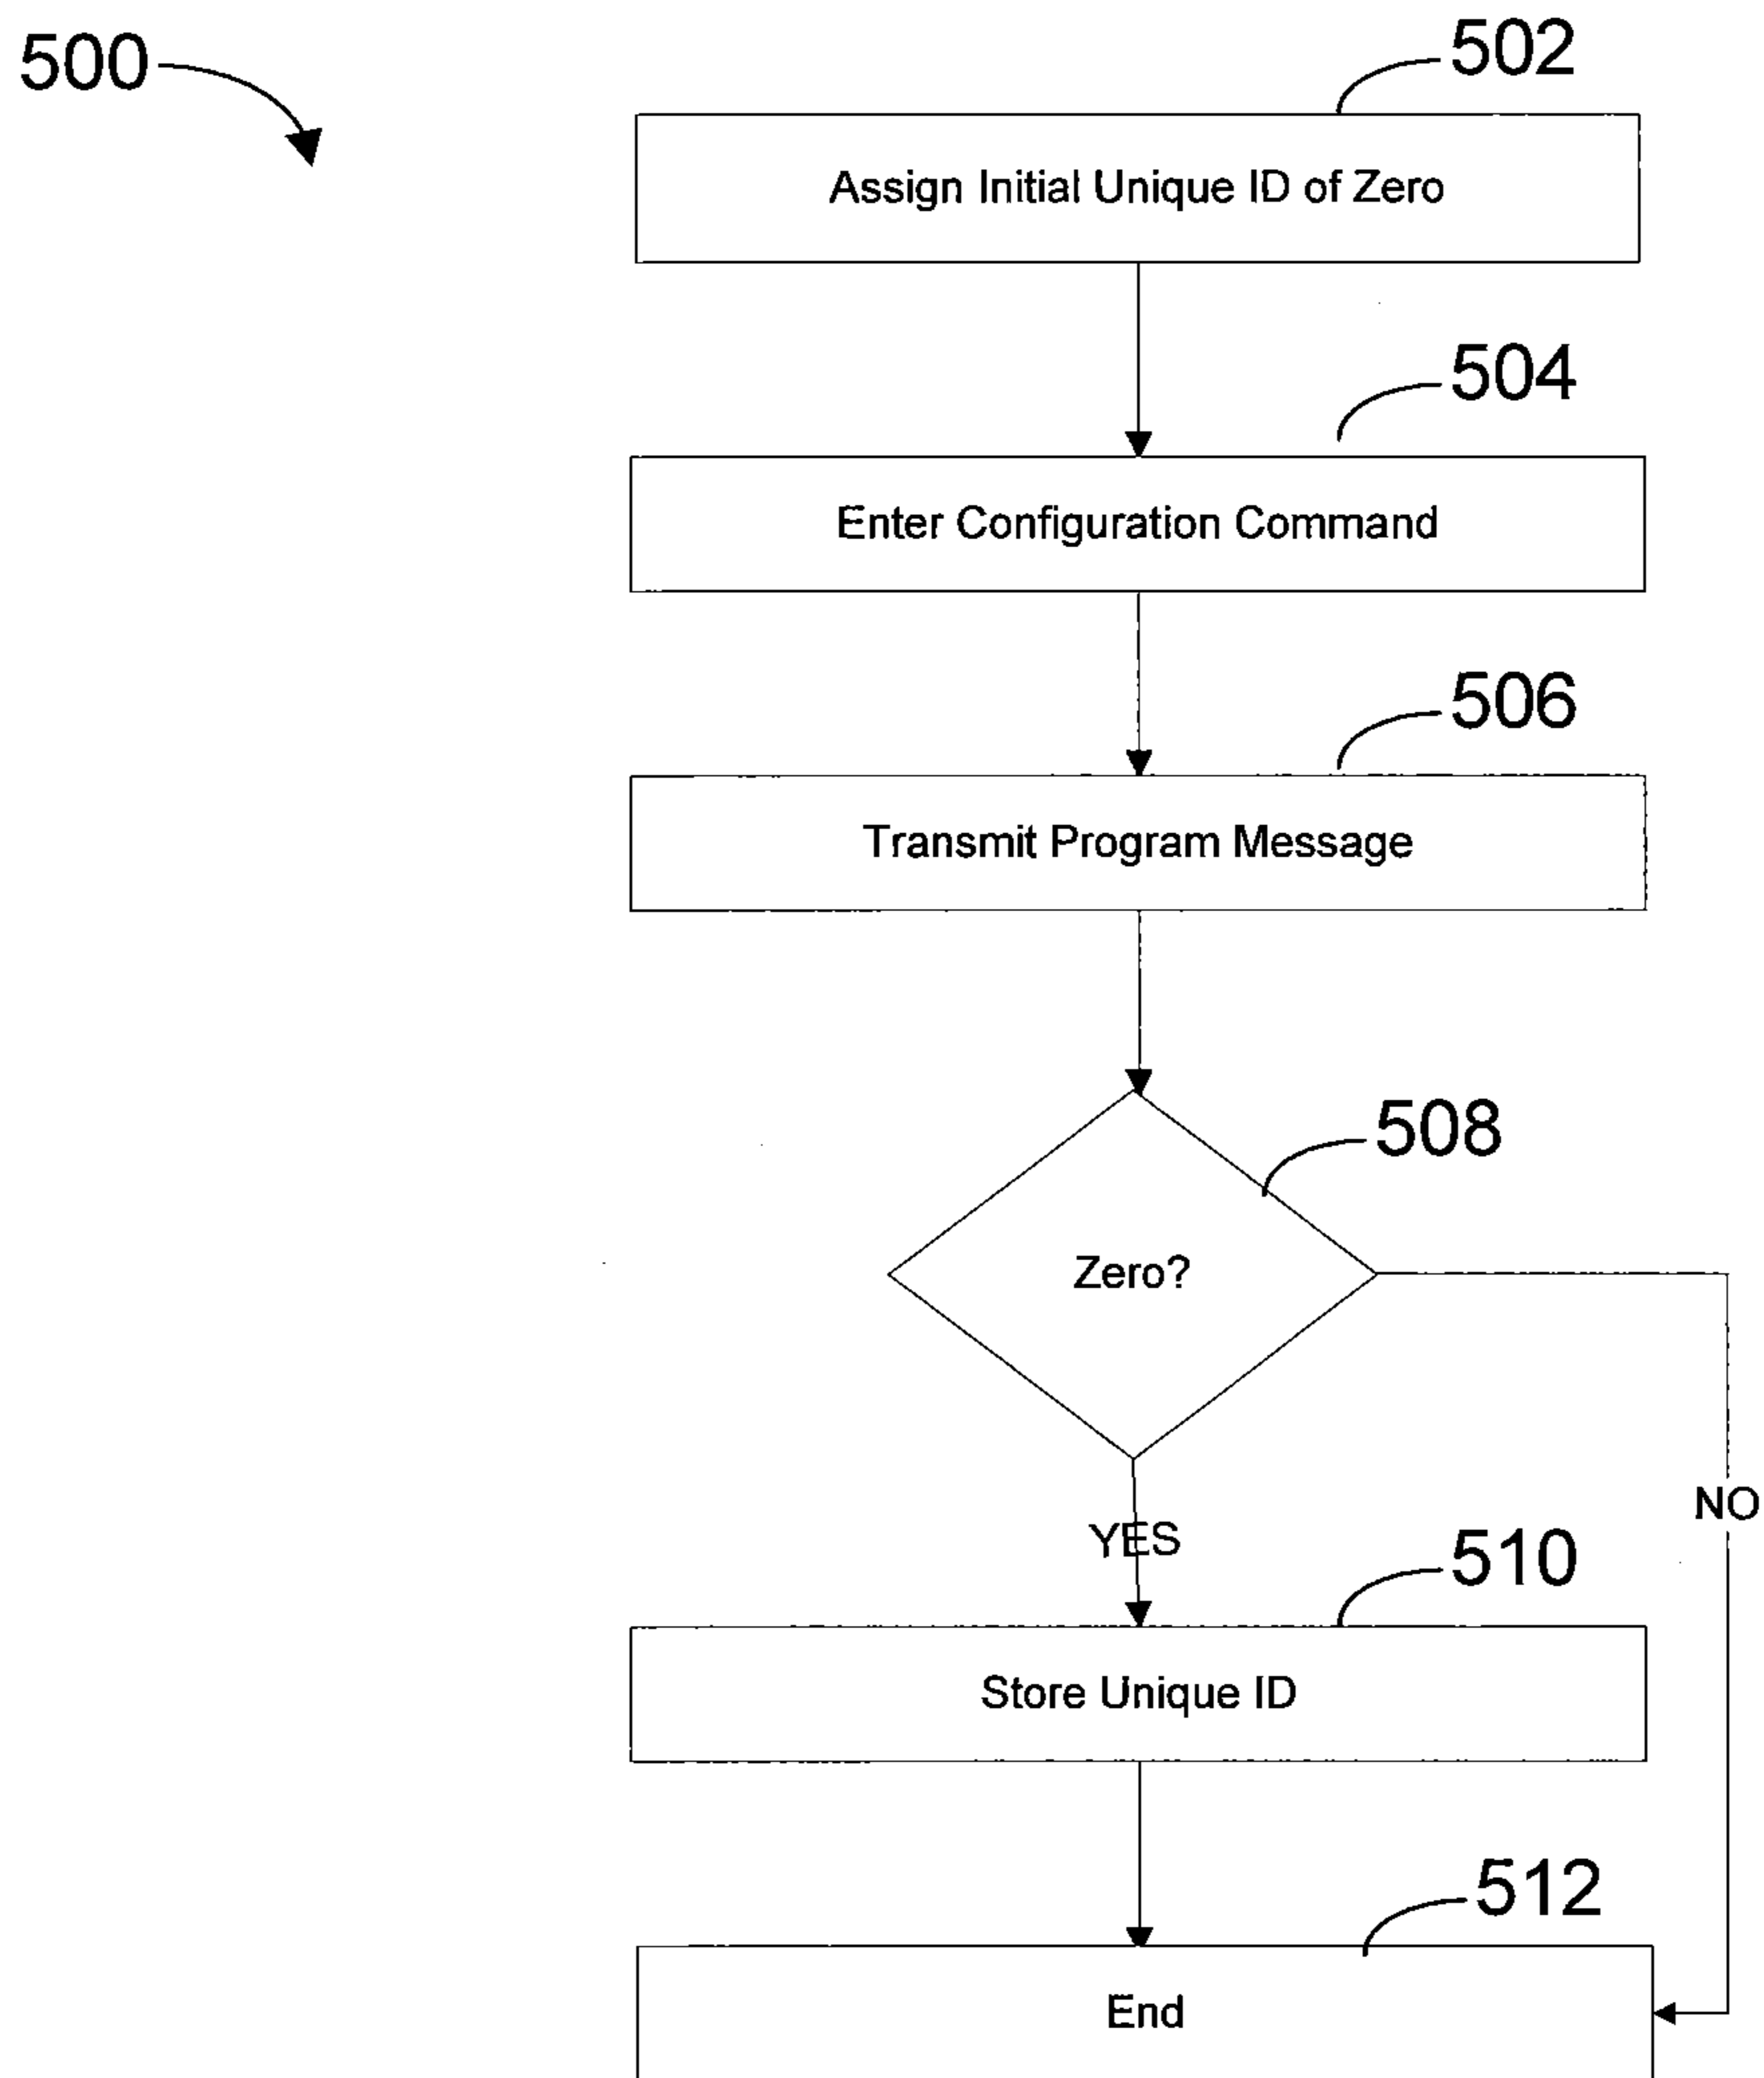 500
502
Assign Initial Unique ID of Zero
504
Enter Configuration Command
506
Transmit Program Message
508
Zero?
NO
YES
510
Store Unique ID
512
End